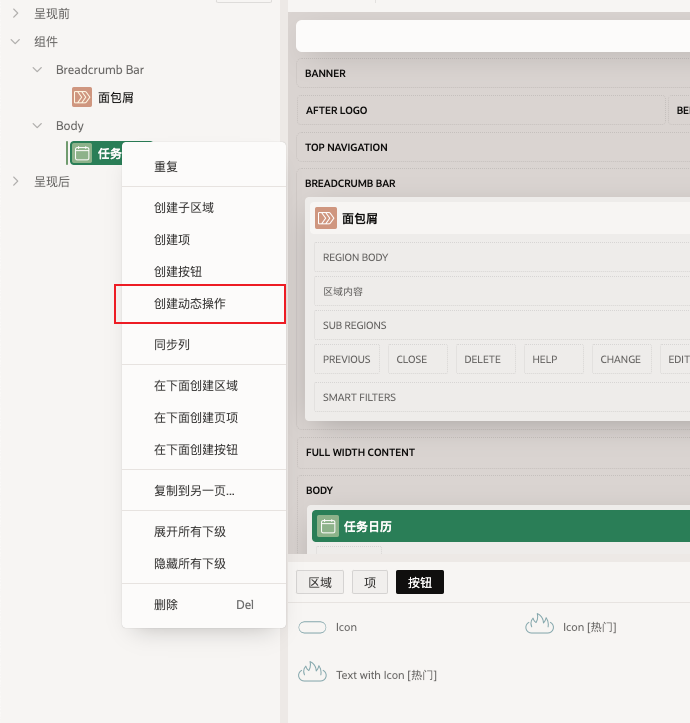 呈现前
组件
Breadcrumb Bar
面包屑
Body
任务
呈现后
重复
创建子区域
创建项
创建按钮
创建动态操作
同步列
在下面创建区域
在下面创建页项
在下面创建按钮
复制到另一页...
展开所有下级
隐藏所有下级
删除 Del
BANNER
AFTER LOGO
TOP NAVIGATION
BREADCRUMB BAR
面包屑
REGION BODY
区域内容
SUB REGIONS
PREVIOUS CLOSE DELETE HELP CHANGE EDIT
SMART FILTERS
FULL WIDTH CONTENT
BODY
任务日历
区域 项 按钮
Icon Icon [热门]
Text with Icon [热门]